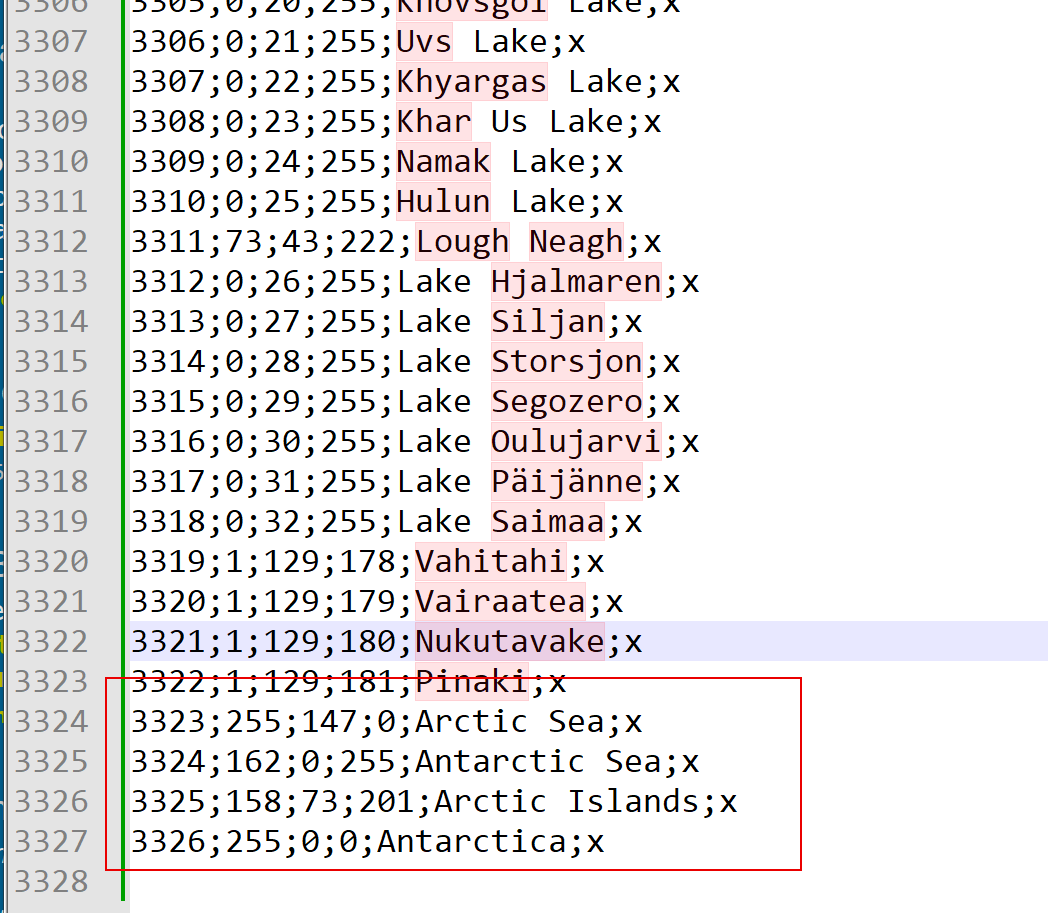 3306 3305;0;20;255;Khovsgol Lake;x
3307 3306;0;21;255;Uvs Lake;x
3308 3307;0;22;255;Khyargas Lake;x
3309 3308;0;23;255;Khar Us Lake;x
3310 3309;0;24;255;Namak Lake;x
3311 3310;0;25;255;Hulun Lake;x
3312 3311;73;43;222;Lough Neagh;x
3313 3312;0;26;255;Lake Hjalmaren;x
3314 3313;0;27;255;Lake Siljan;x
3315 3314;0;28;255;Lake Storsjon;x
3316 3315;0;29;255;Lake Segozero;x
3317 3316;0;30;255;Lake Oulujarvi;x
3318 3317;0;31;255;Lake Päijänne;x
3319 3318;0;32;255;Lake Saimaa;x
3320 3319;1;129;178;Vahitahi;x
3321 3320;1;129;179;Vairaatea;x
3322 3321;1;129;180;Nukutavake;x
3323 3322;1;129;181;Pinaki;x
3324 3323;255;147;0;Arctic Sea;x
3325 3324;162;0;255;Antarctic Sea;x
3326 3325;158;73;201;Arctic Islands;x
3327 3326;255;0;0;Antarctica;x
3328